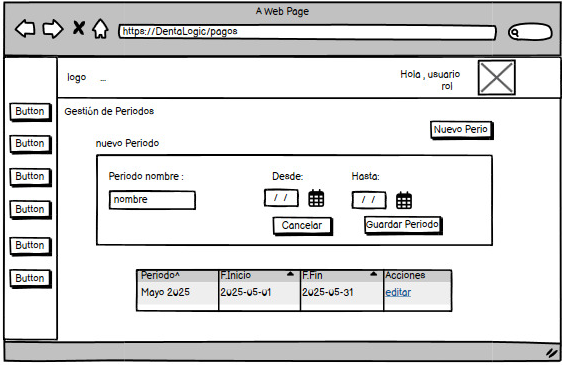 A Web Page
https://DentaLogic/pagos
logo ...
Hola , usuario
rol
Button
Gestión de Periodos
Nuevo Perio
Button
nuevo Periodo
Button
Periodo nombre :
Desde:
Hasta:
nombre
/ /
/ /
Button
Cancelar
Guardar Periodo
Button
Button
Periodo^ F.Inicio F.Fin Acciones
Mayo 2025 2025-05-01 2025-05-31 editar